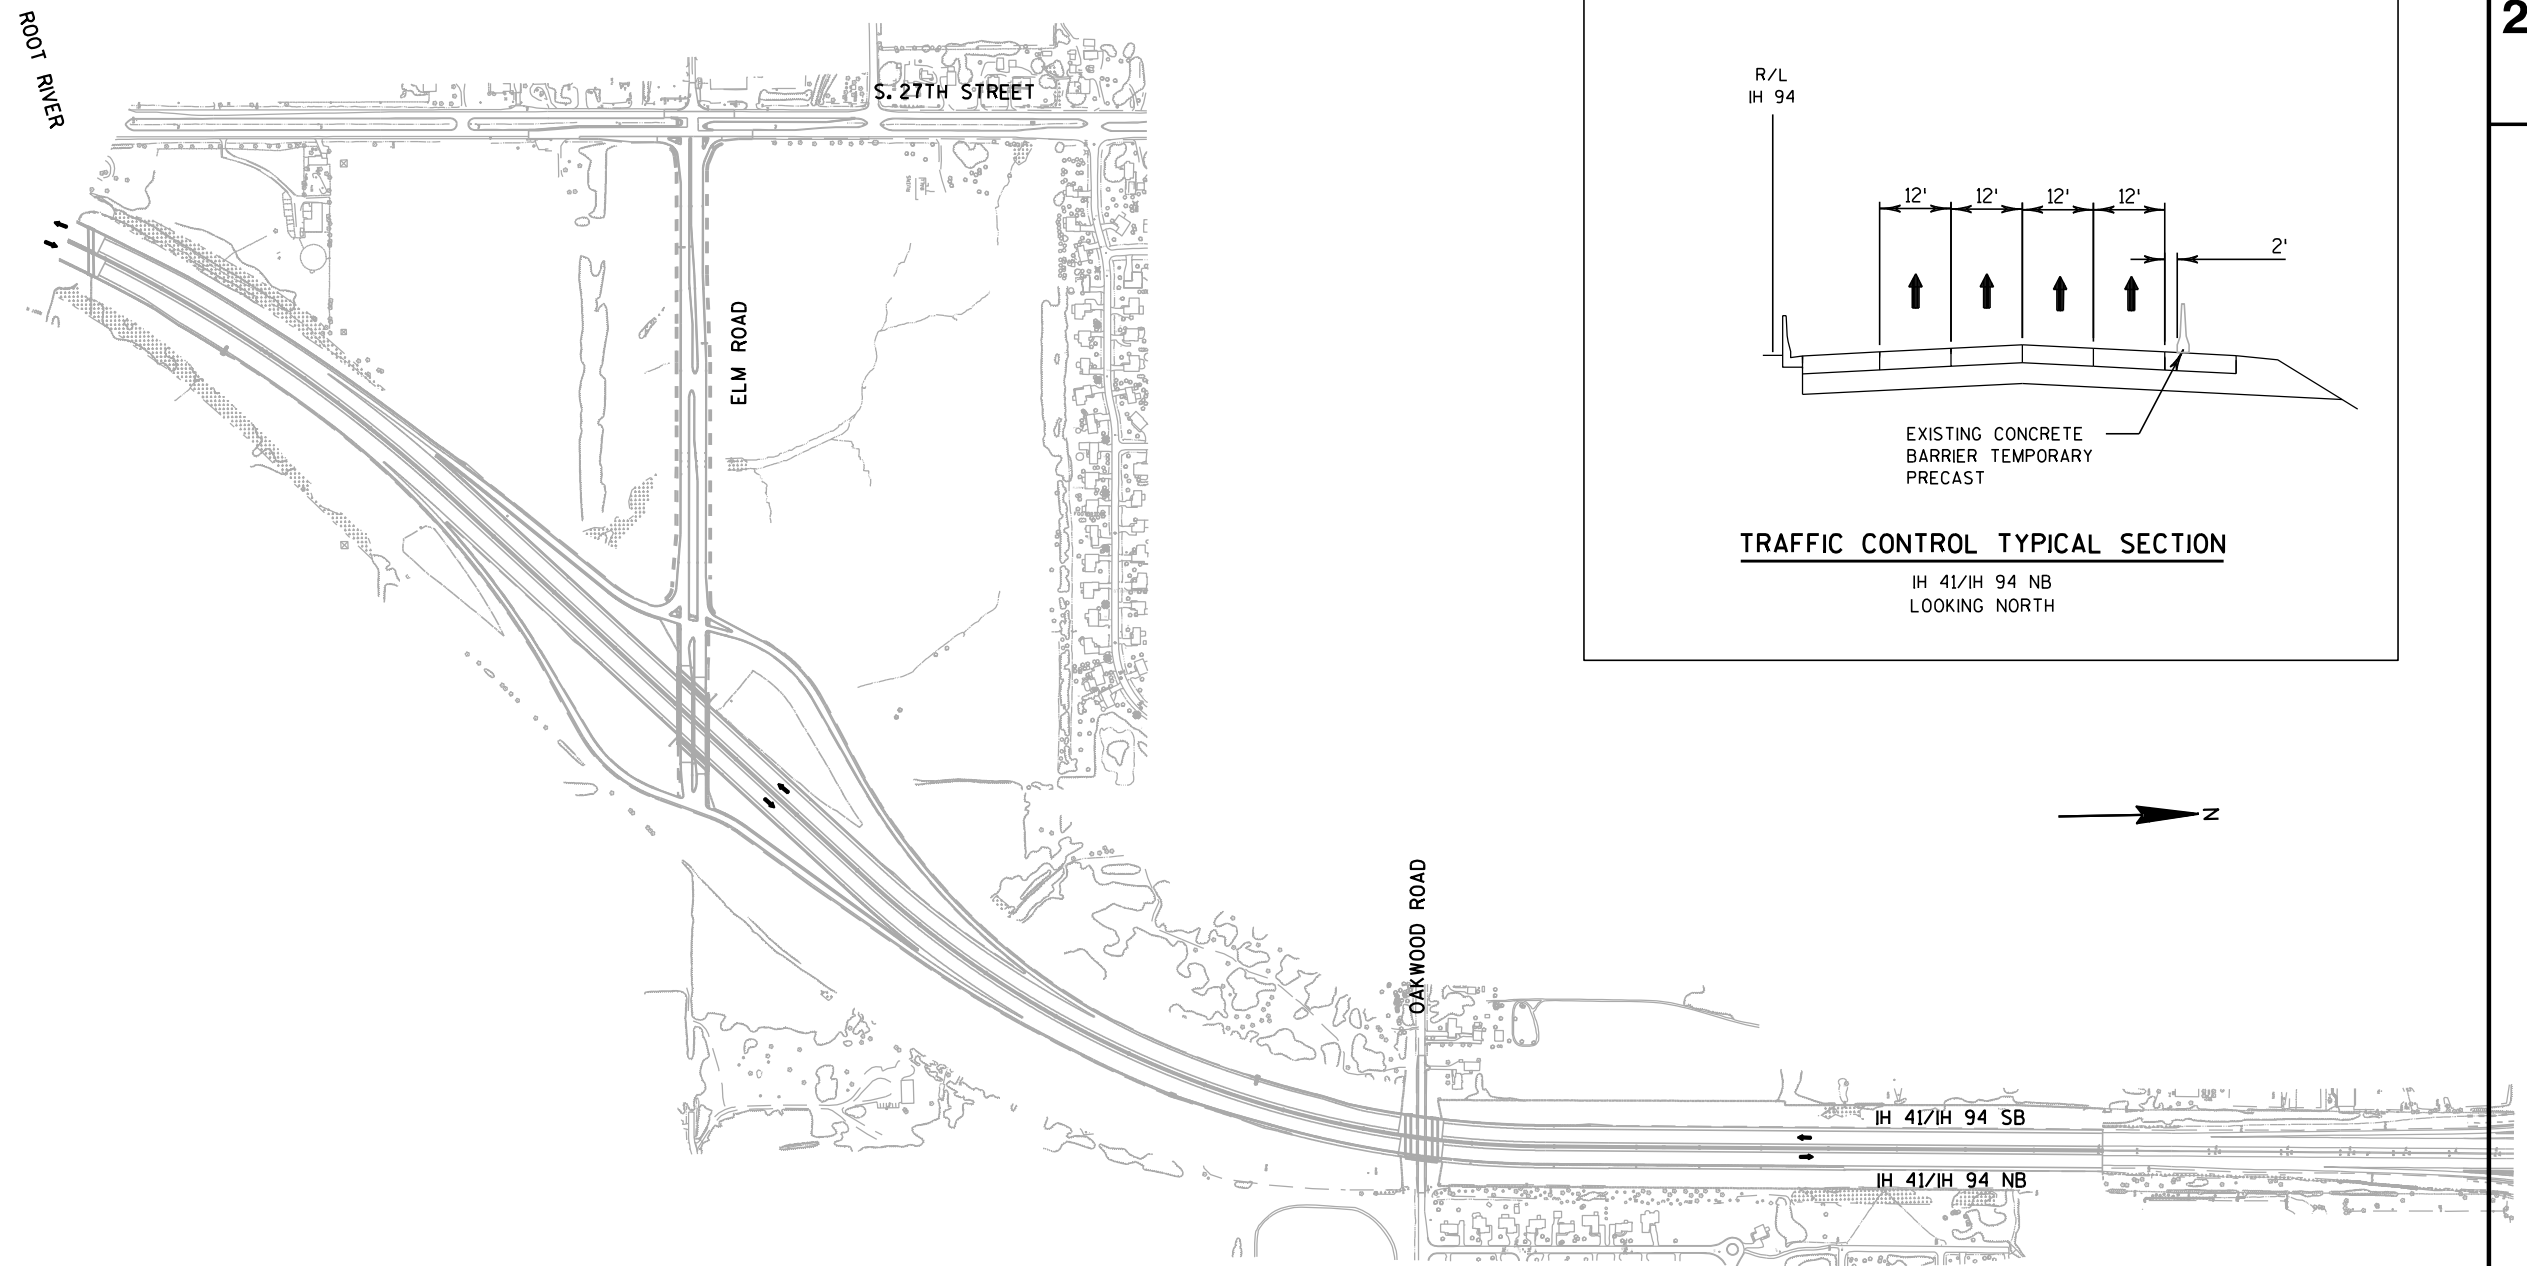 2
ROOT RIVER
S. 27TH STREET
ELM ROAD
OAKWOOD ROAD
IH 41/IH 94 SB
IH 41/IH 94 NB
N
R/L
IH 94
12' 12' 12' 12'
2'
EXISTING CONCRETE
BARRIER TEMPORARY
PRECAST
TRAFFIC CONTROL TYPICAL SECTION
IH 41/IH 94 NB
LOOKING NORTH